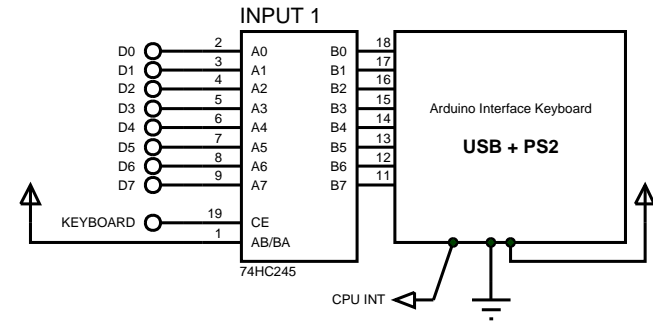 INPUT 1
D0 2 A0 B0 18
D1 3 A1 B1 17
D2 4 A2 B2 16
D3 5 A3 B3 15
D4 6 A4 B4 14
D5 7 A5 B5 13
D6 8 A6 B6 12
D7 9 A7 B7 11
KEYBOARD 19 CE
1 AB/BA
74HC245
Arduino Interface Keyboard
USB + PS2
CPU INT